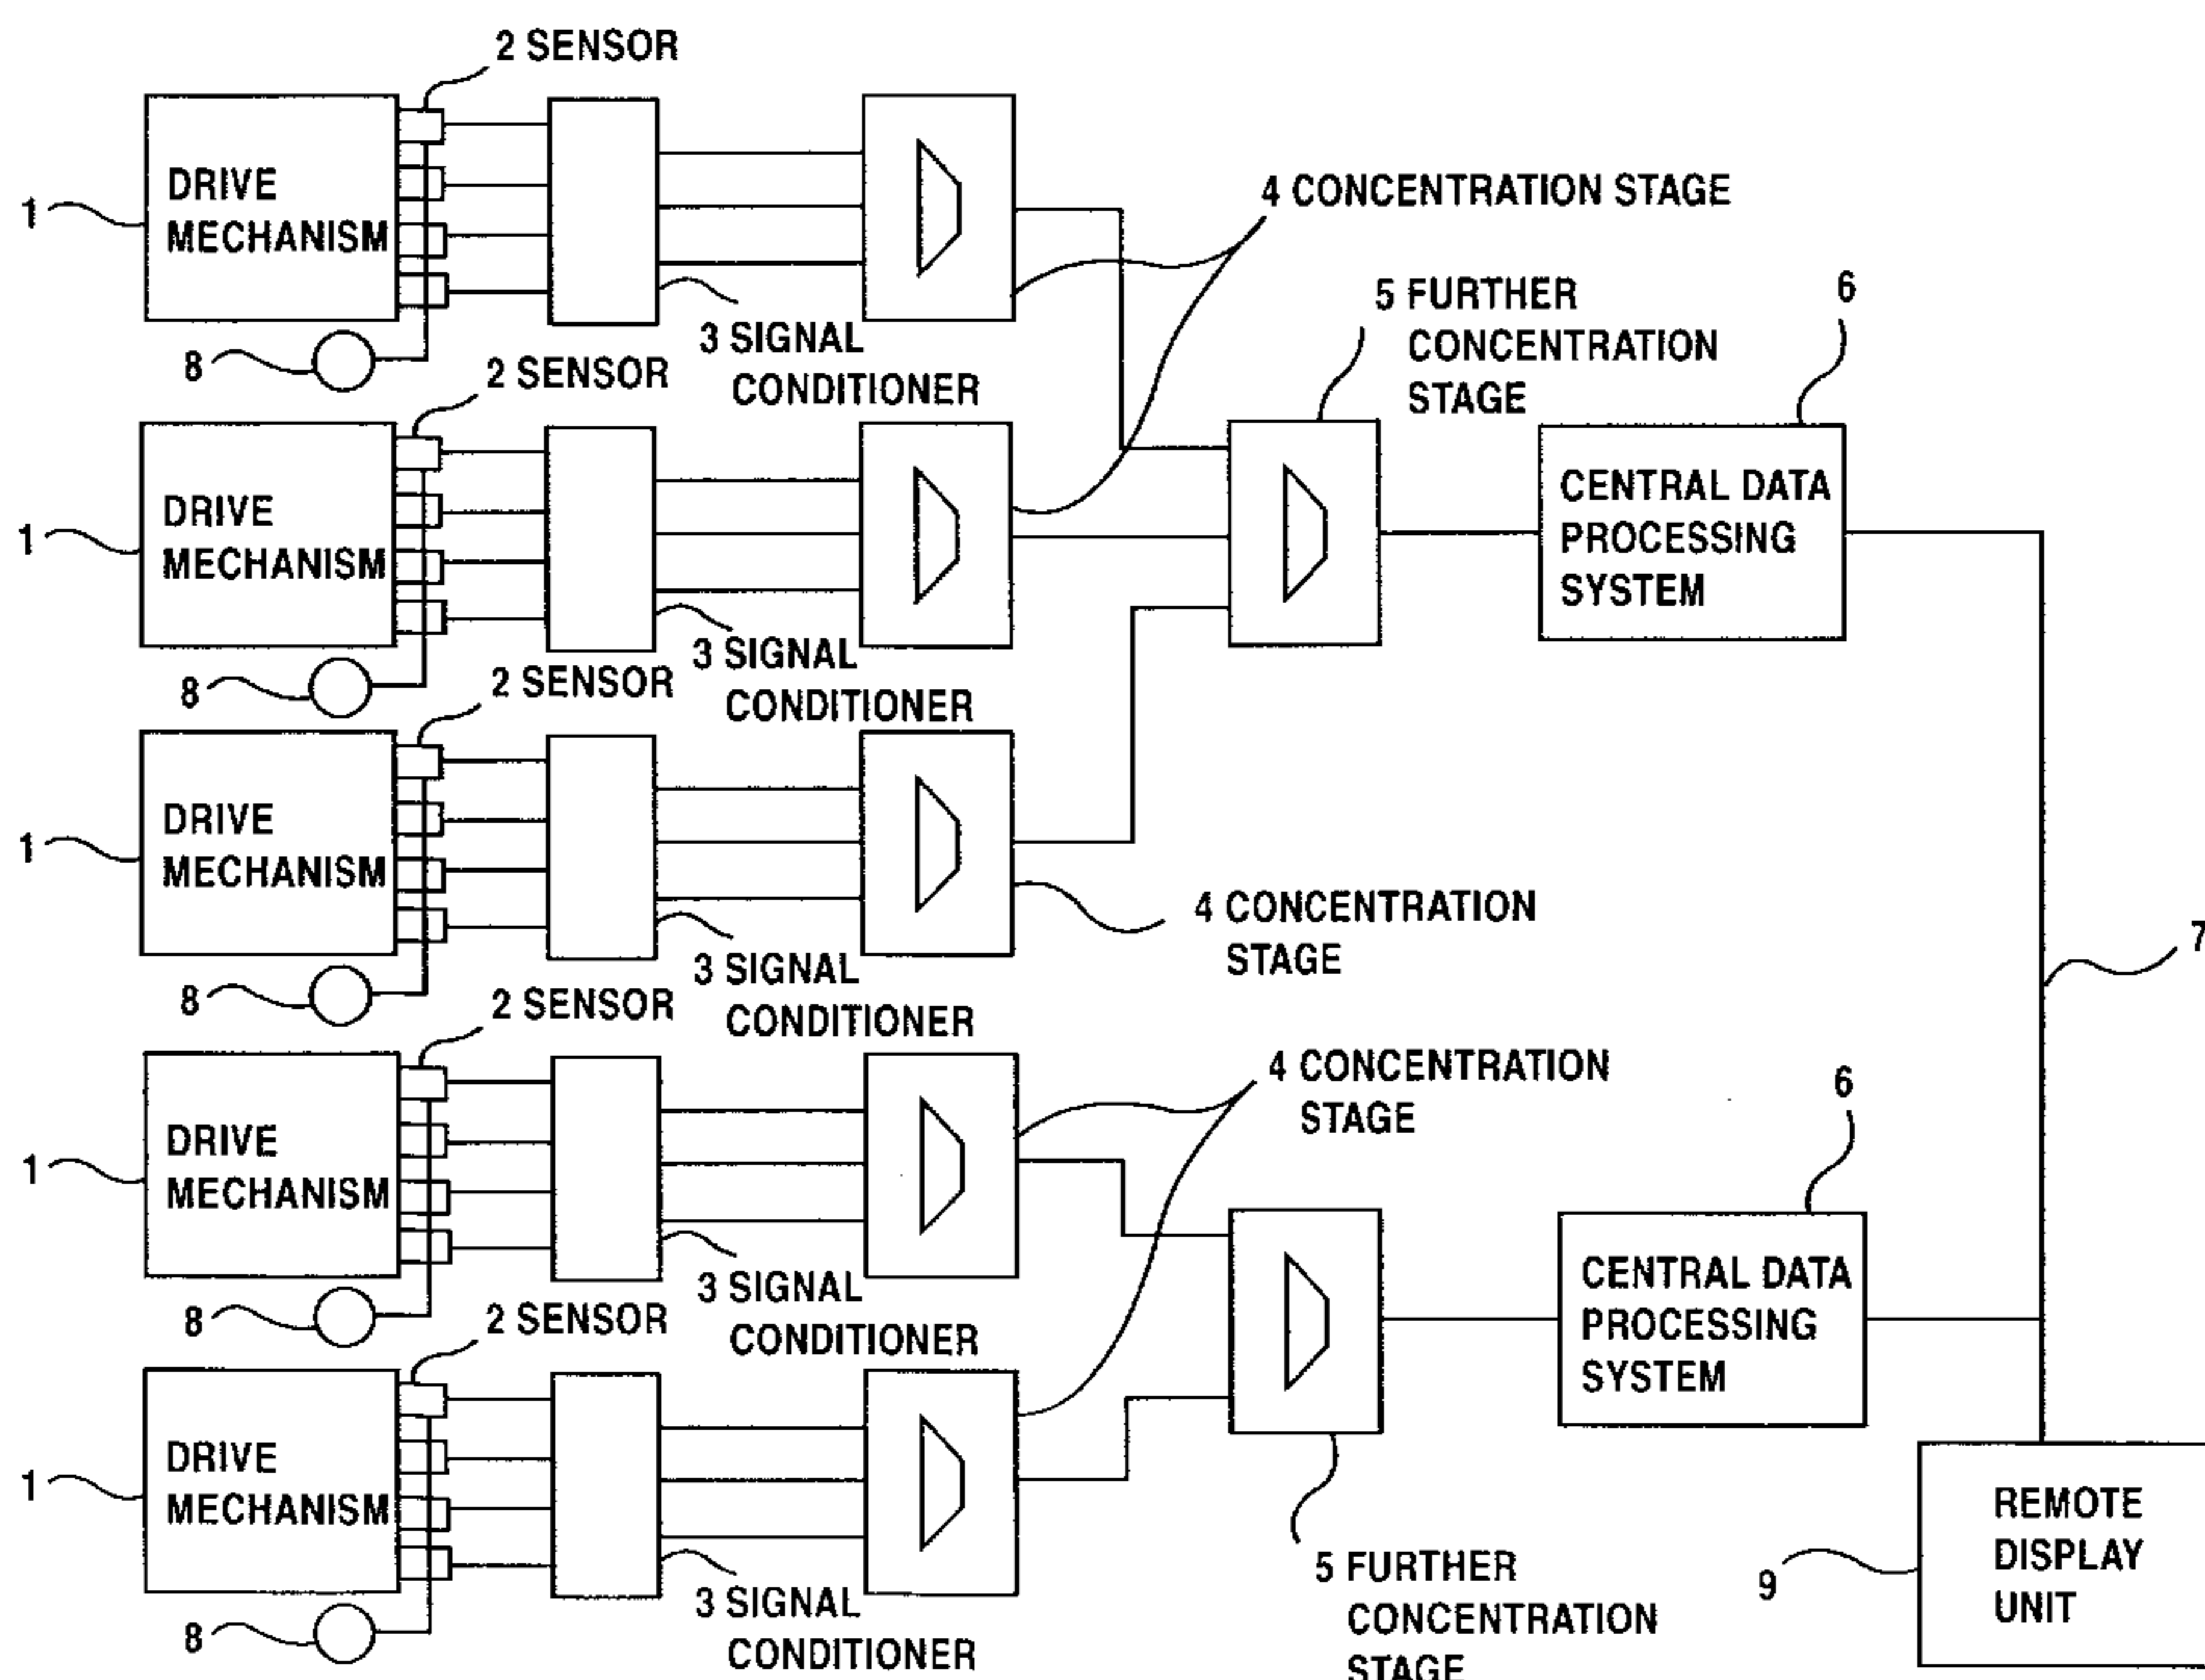 2 SENSOR
DRIVE
MECHANISM
1
8
3 SIGNAL
CONDITIONER
4 CONCENTRATION STAGE
5 FURTHER
CONCENTRATION
STAGE
6
2 SENSOR
DRIVE
MECHANISM
1
8
3 SIGNAL
CONDITIONER
CENTRAL DATA
PROCESSING
SYSTEM
2 SENSOR
DRIVE
MECHANISM
1
8
3 SIGNAL
CONDITIONER
4 CONCENTRATION
STAGE
7
2 SENSOR
DRIVE
MECHANISM
1
8
3 SIGNAL
CONDITIONER
4 CONCENTRATION
STAGE
6
CENTRAL DATA
PROCESSING
SYSTEM
2 SENSOR
DRIVE
MECHANISM
1
8
3 SIGNAL
CONDITIONER
5 FURTHER
CONCENTRATION
STAGE
9
REMOTE
DISPLAY
UNIT